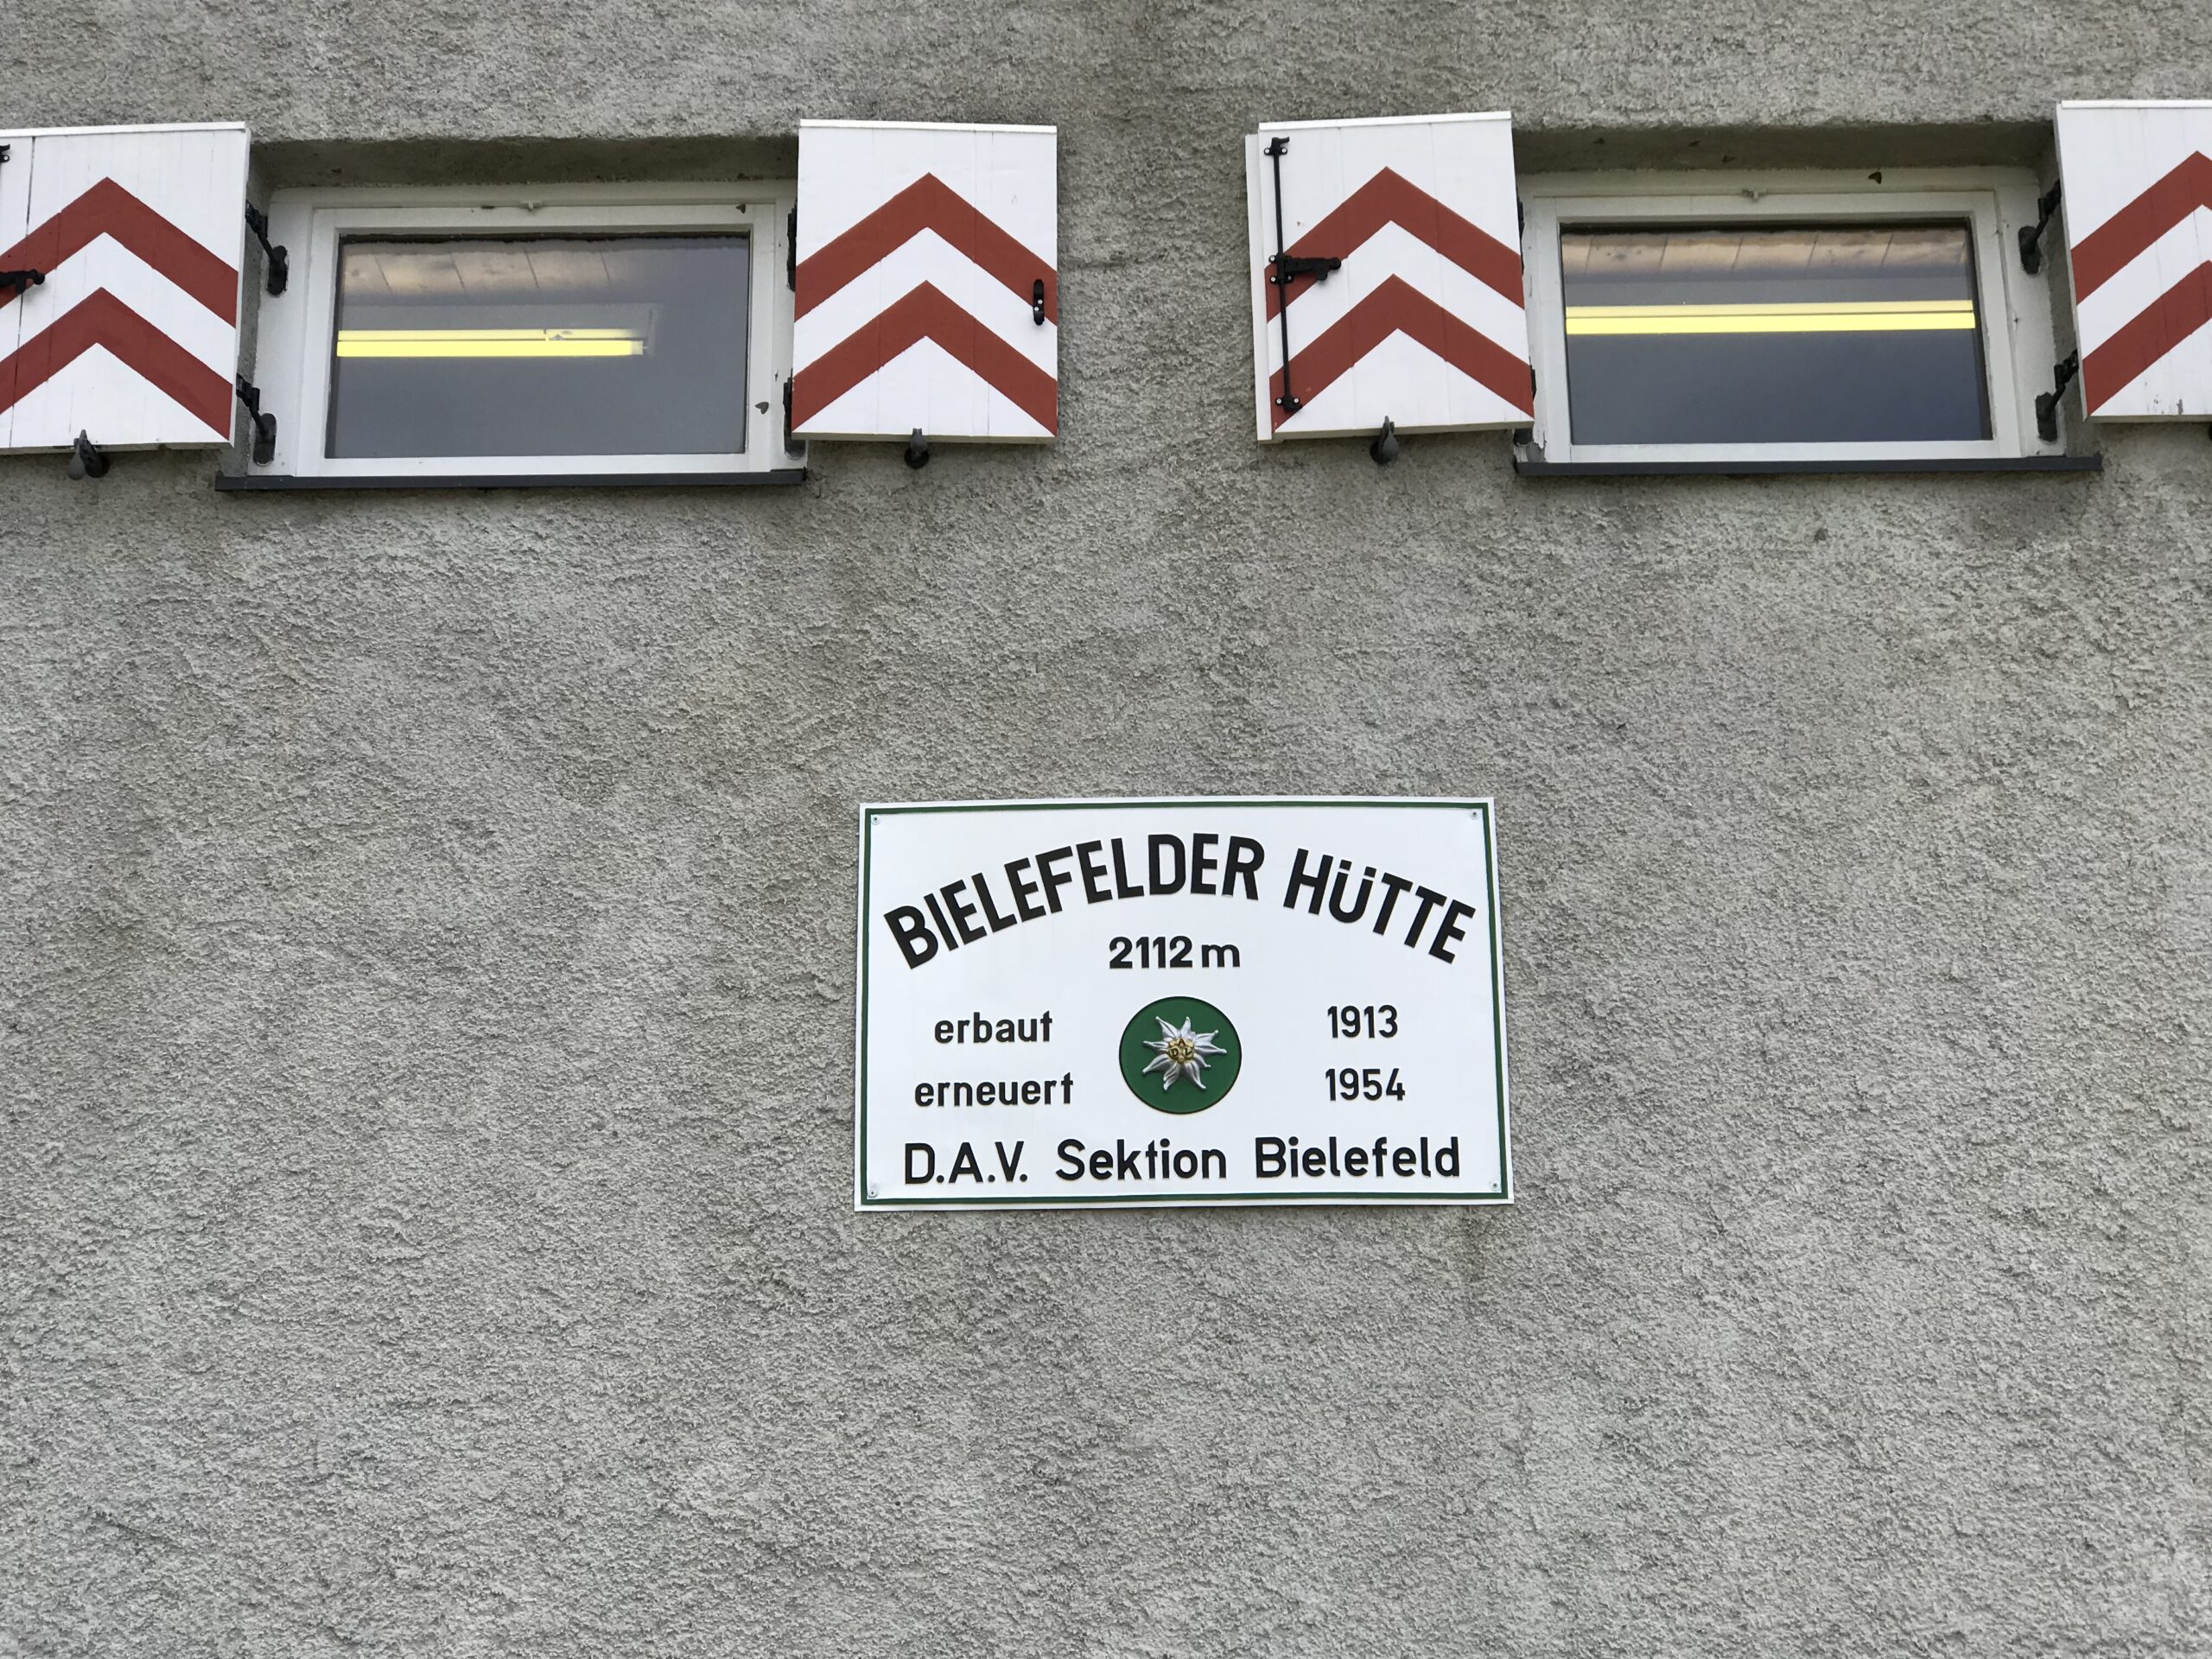 BIELEFELDER HÜTTE
2112 m
erbaut 1913
erneuert 1954
D.A.V. Sektion Bielefeld